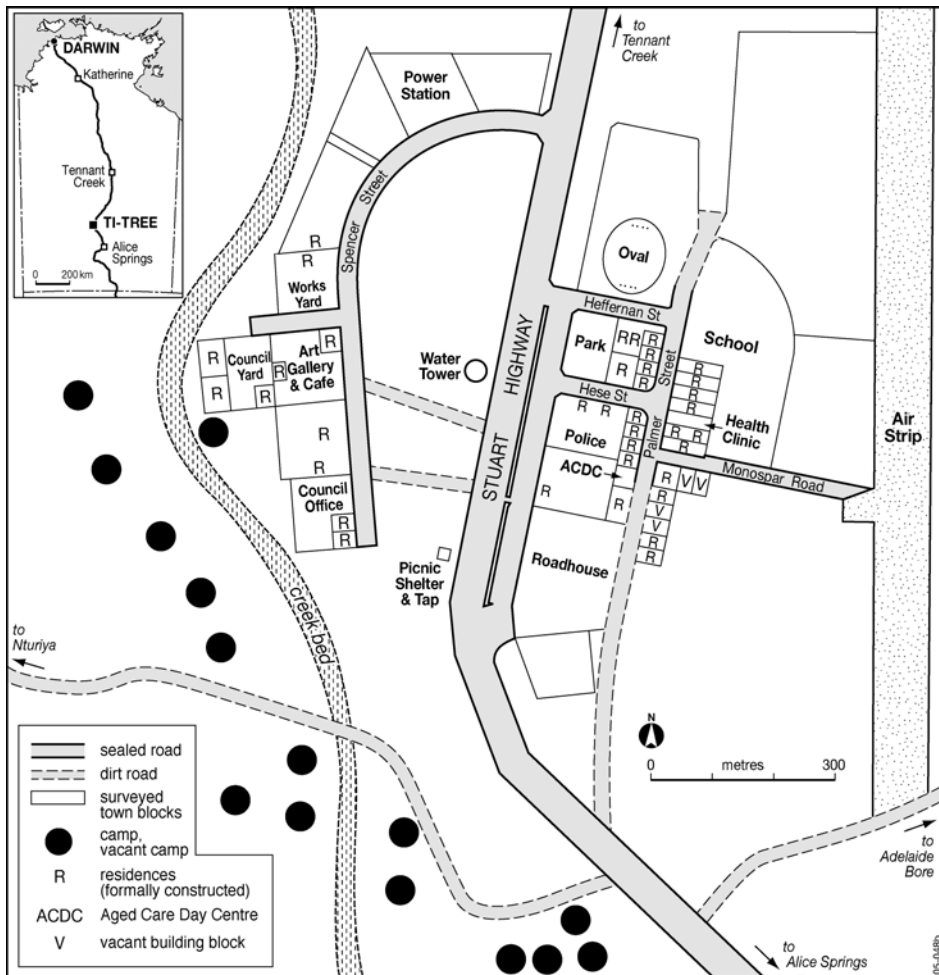 DARWIN
Katherine
Tennant
Creek
TI-TREE
Alice
Springs
0 200 km
to
Tennant
Creek
Power
Station
Spencer Street
R
R
Works
Yard
Oval
Heffernan St
School
STUART HIGHWAY
Park
R R R
R
R
R R
Palmer Street
R
R
R
R
Health
Clinic
R R
R
Hese St
Water
Tower
R
Council
Yard
R
R
R
Art
Gallery
& Cafe
R
R
R
Council
Office
R
R
R R
R
R
R
R
Police
ACDC
R
R
Monospar Road
R V V
R
V
V
R
R
Air
Strip
Roadhouse
Picnic
Shelter
& Tap
creek bed
to
Nturiya
N
0 metres 300
sealed road
dirt road
surveyed
town blocks
camp,
vacant camp
R residences
(formally constructed)
ACDC Aged Care Day Centre
V vacant building block
to
Adelaide
Bore
to
Alice Springs